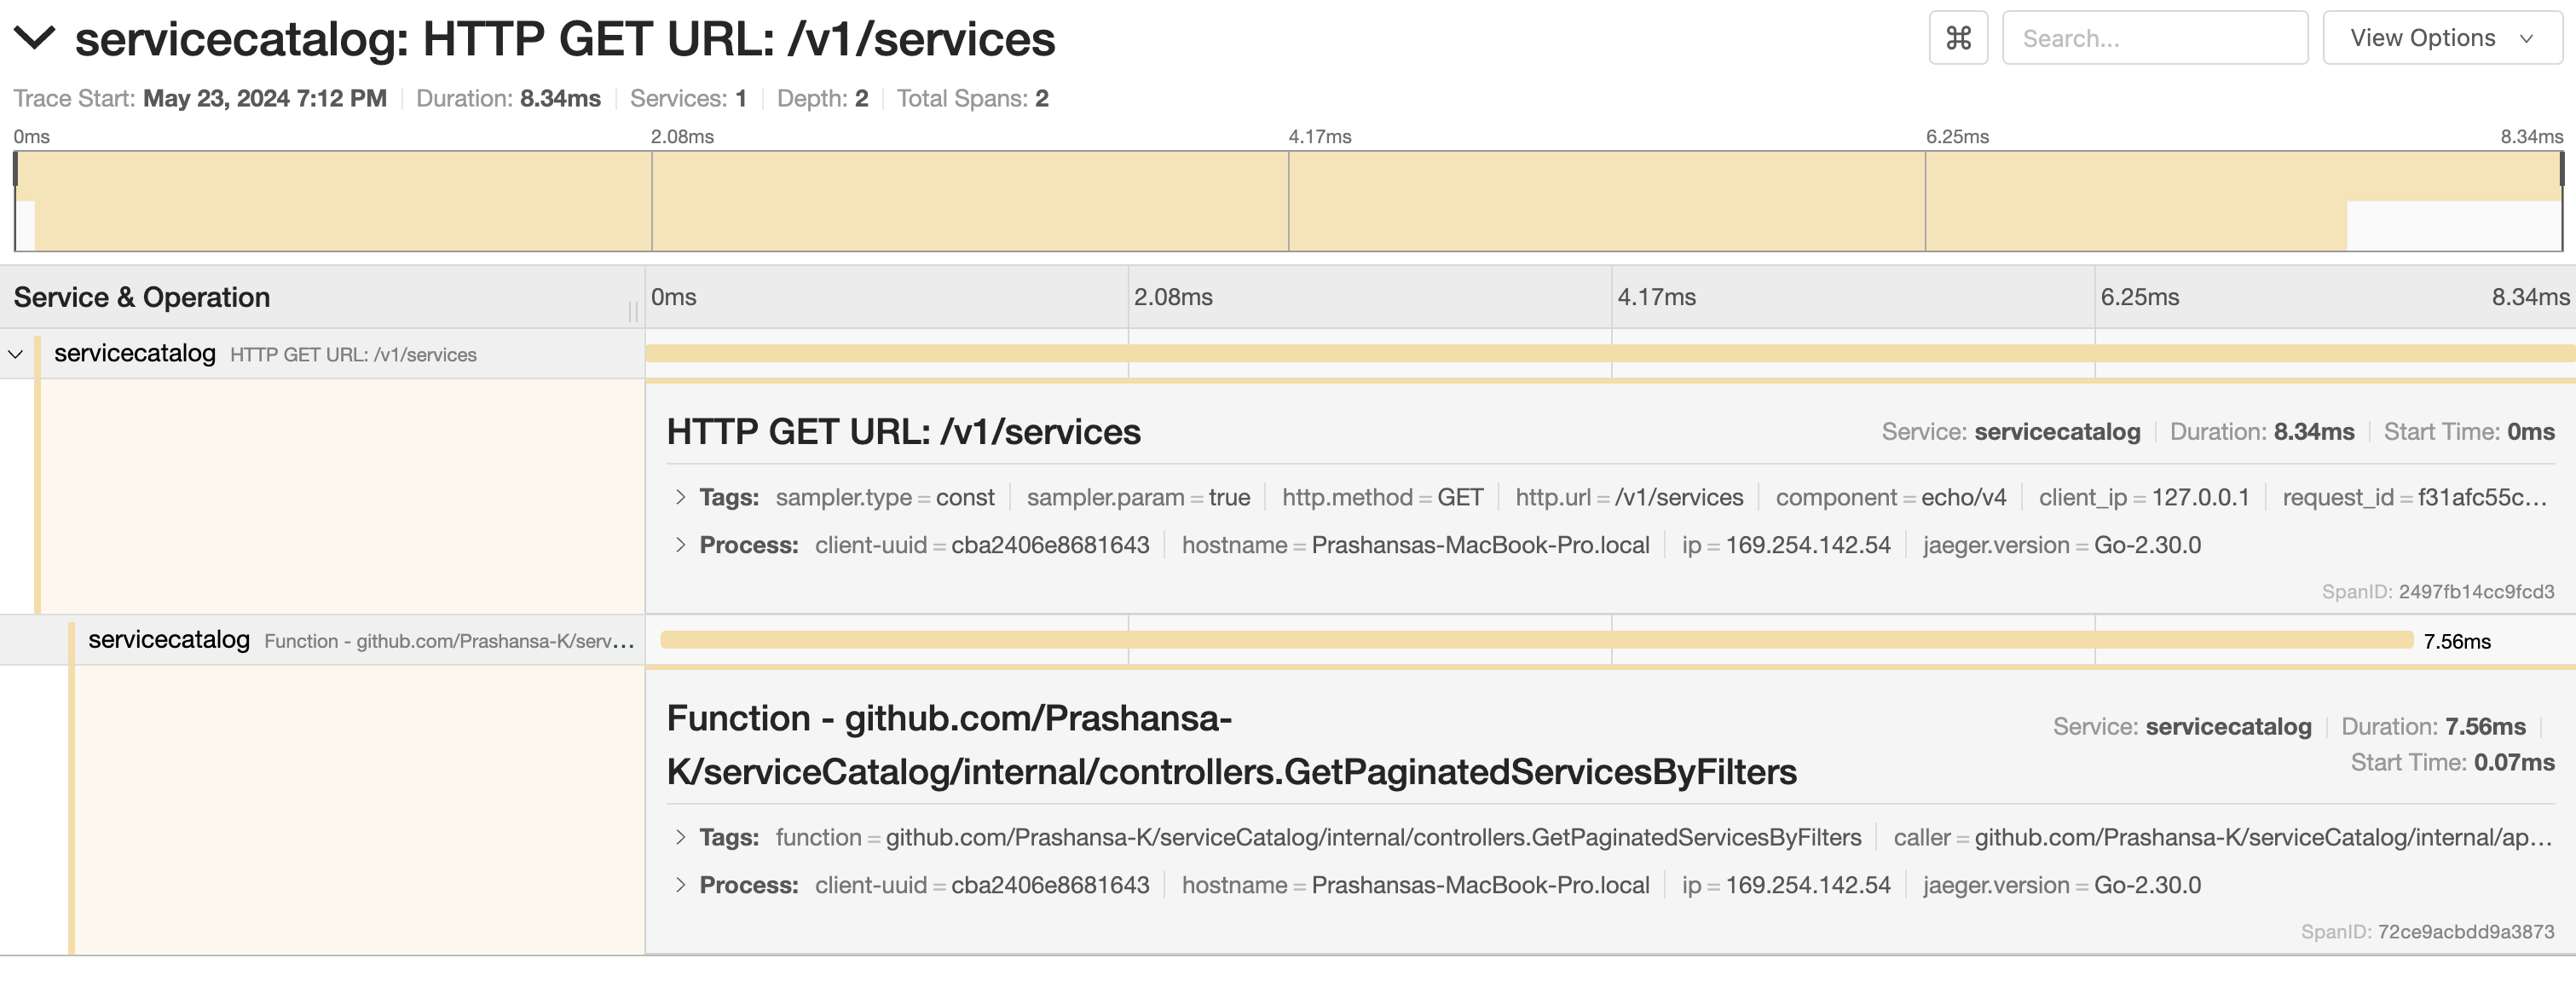 servicecatalog: HTTP GET URL: /v1/services
⌘ Search... View Options
Trace Start: May 23, 2024 7:12 PM Duration: 8.34ms Services: 1 Depth: 2 Total Spans: 2
0ms 2.08ms 4.17ms 6.25ms 8.34ms
Service & Operation 0ms 2.08ms 4.17ms 6.25ms 8.34ms
servicecatalog HTTP GET URL: /v1/services
HTTP GET URL: /v1/services Service: servicecatalog Duration: 8.34ms Start Time: 0ms
Tags: sampler.type = const sampler.param = true http.method = GET http.url = /v1/services component = echo/v4 client_ip = 127.0.0.1 request_id = f31afc55c...
Process: client-uuid = cba2406e8681643 hostname = Prashansas-MacBook-Pro.local ip = 169.254.142.54 jaeger.version = Go-2.30.0
SpanID: 2497fb14cc9fcd3
servicecatalog Function - github.com/Prashansa-K/serv... 7.56ms
Function - github.com/Prashansa-
K/serviceCatalog/internal/controllers.GetPaginatedServicesByFilters
Service: servicecatalog Duration: 7.56ms
Start Time: 0.07ms
Tags: function = github.com/Prashansa-K/serviceCatalog/internal/controllers.GetPaginatedServicesByFilters caller = github.com/Prashansa-K/serviceCatalog/internal/ap...
Process: client-uuid = cba2406e8681643 hostname = Prashansas-MacBook-Pro.local ip = 169.254.142.54 jaeger.version = Go-2.30.0
SpanID: 72ce9acbdd9a3873